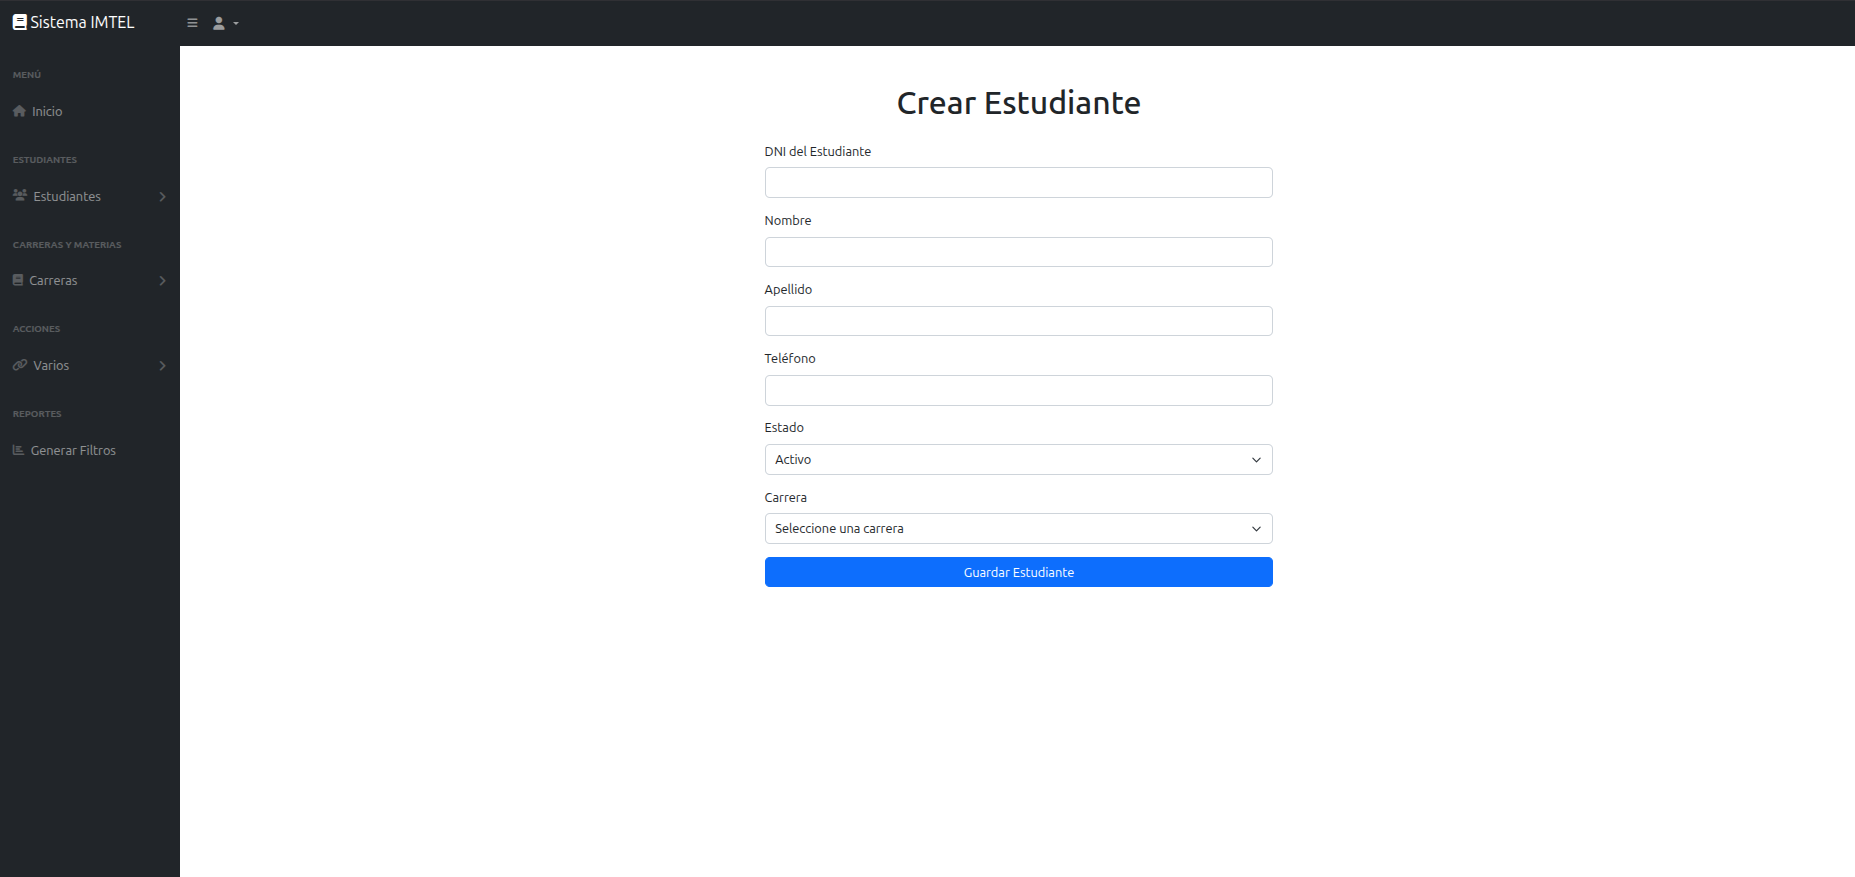 Sistema IMTEL
MENÚ
Inicio
ESTUDIANTES
Estudiantes
CARRERAS Y MATERIAS
Carreras
ACCIONES
Varios
REPORTES
Generar Filtros
Crear Estudiante
DNI del Estudiante
Nombre
Apellido
Teléfono
Estado
Activo
Carrera
Seleccione una carrera
Guardar Estudiante